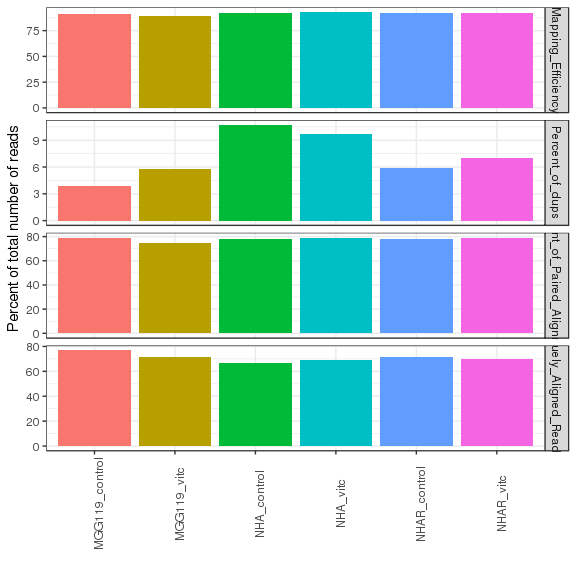 Percent of total number of reads
75
50
25
0
Mapping_Efficiency
9
6
3
0
Percent_of_dups
80
60
40
20
0
nt_of_Paired_Alignm
80
60
40
20
0
uely_Aligned_Read
MGG119_control
MGG119_vitc
NHA_control
NHA_vitc
NHAR_control
NHAR_vitc